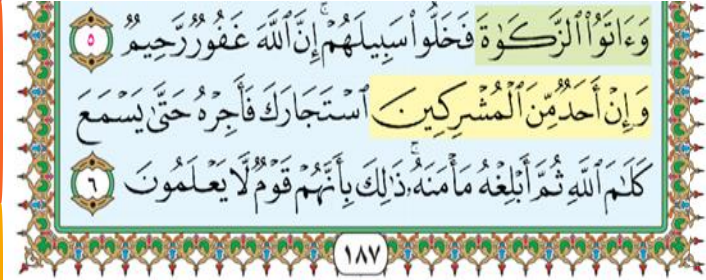 وَءَاتَوُا۟ ٱلزَّكَوٰةَ فَخَلُّوا۟ سَبِيلَهُمْ ۚ إِنَّ ٱللَّهَ غَفُورٌ رَّحِيمٌ ٥
وَإِنْ أَحَدٌ مِّنَ ٱلْمُشْرِكِينَ ٱسْتَجَارَكَ فَأَجِرْهُ حَتَّىٰ يَسْمَعَ
كَلَٰمَ ٱللَّهِ ثُمَّ أَبْلِغْهُ مَأْمَنَهُۥ ۚ ذَٰلِكَ بِأَنَّهُمْ قَوْمٌ لَّا يَعْلَمُونَ ٦
١٨٧